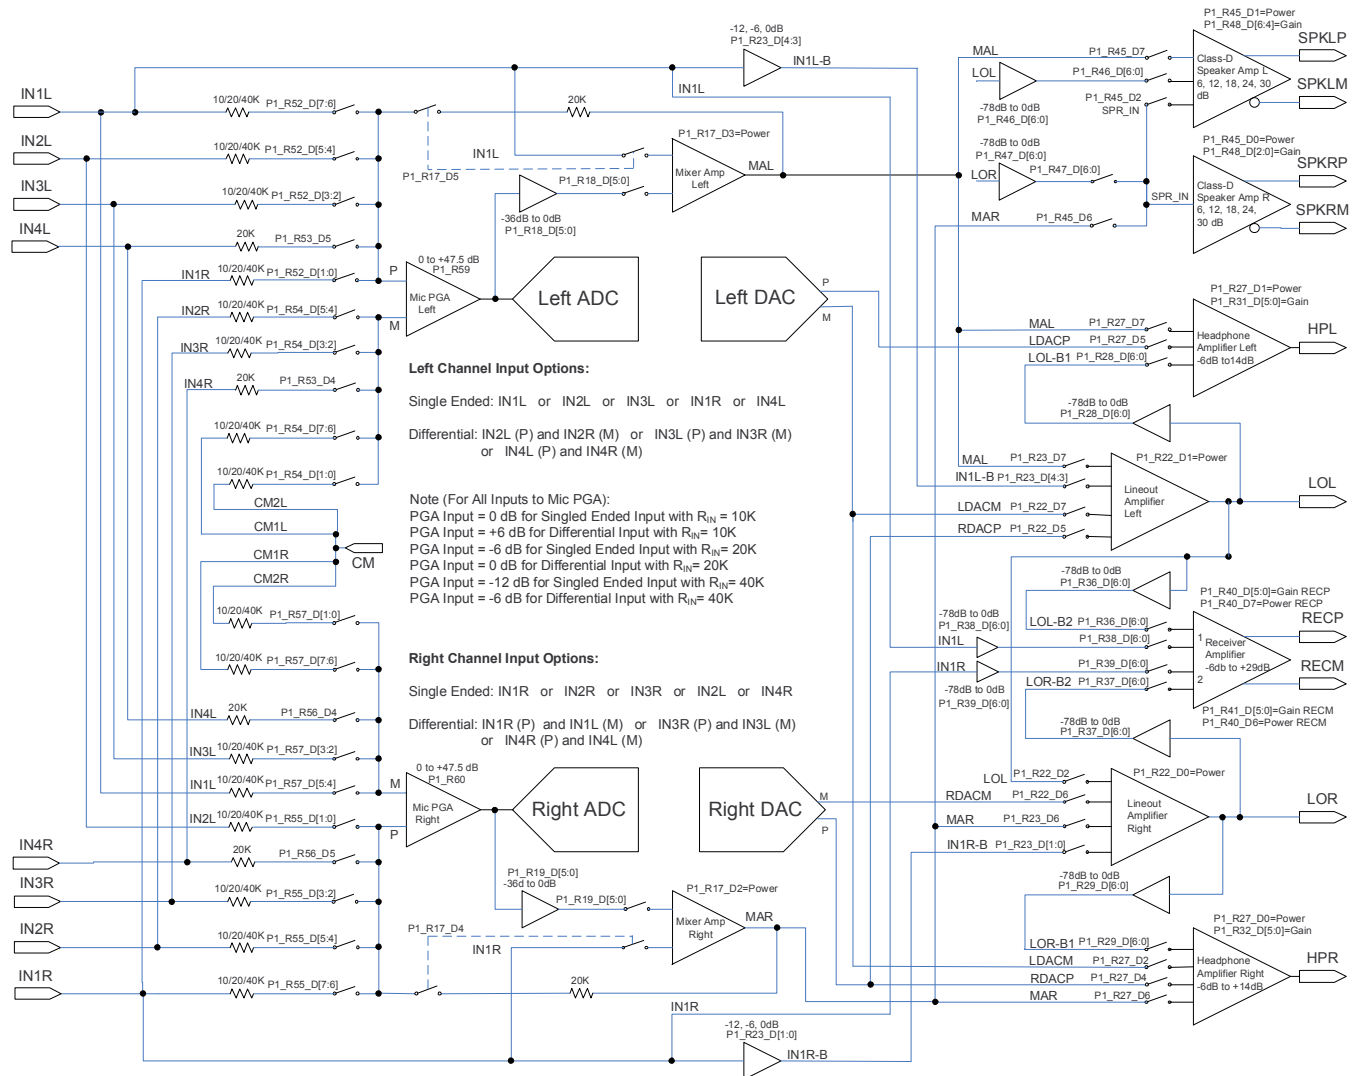 P1_R45_D1=Power
P1_R48_D[6:4]=Gain
SPKLP
-12, -6, 0dB
P1_R23_D[4:3]
IN1L-B
MAL
P1_R45_D7
LOL
P1_R46_D[6:0]
Class-D
Speaker Amp L
6, 12, 18, 24, 30
dB
-78dB to 0dB
P1_R46_D[6:0]
P1_R45_D2
SPR_IN
SPKLM
IN1L
IN1L
10/20/40K
P1_R52_D[7:6]
20K
IN2L
10/20/40K
P1_R52_D[5:4]
IN1L
P1_R17_D5
P1_R17_D3=Power
Mixer Amp
Left
MAL
P1_R18_D[5:0]
-36dB to 0dB
P1_R18_D[5:0]
-78dB to 0dB
P1_R47_D[6:0]
LOR
P1_R47_D[6:0]
P1_R45_D0=Power
P1_R48_D[2:0]=Gain
SPKRP
Class-D
Speaker Amp R
6, 12, 18, 24,
30 dB
SPR_IN
MAR
P1_R45_D6
SPKRM
IN3L
10/20/40K
P1_R52_D[3:2]
IN4L
20K
P1_R53_D5
IN1R
10/20/40K
P1_R52_D[1:0]
P
0 to +47.5 dB
P1_R59
Mic PGA
Left
M
Left ADC
Left DAC
P
M
IN2R
10/20/40K
P1_R54_D[5:4]
IN3R
10/20/40K
P1_R54_D[3:2]
IN4R
20K
P1_R53_D4
P1_R27_D1=Power
P1_R31_D[5:0]=Gain
MAL
P1_R27_D7
LDACP
P1_R27_D5
LOL-B1
P1_R28_D[6:0]
Headphone
Amplifier Left
-6dB to14dB
HPL
-78dB to 0dB
P1_R28_D[6:0]
Left Channel Input Options:
Single Ended: IN1L or IN2L or IN3L or IN1R or IN4L
Differential: IN2L (P) and IN2R (M) or IN3L (P) and IN3R (M)
or IN4L (P) and IN4R (M)
10/20/40K
P1_R54_D[7:6]
10/20/40K
P1_R54_D[1:0]
CM2L
CM1L
CM
CM1R
CM2R
Note (For All Inputs to Mic PGA):
PGA Input = 0 dB for Singled Ended Input with RIN = 10K
PGA Input = +6 dB for Differential Input with RIN= 10K
PGA Input = -6 dB for Singled Ended Input with RIN= 20K
PGA Input = 0 dB for Differential Input with RIN= 20K
PGA Input = -12 dB for Singled Ended Input with RIN= 40K
PGA Input = -6 dB for Differential Input with RIN= 40K
MAL
P1_R23_D7
IN1L-B
P1_R23_D[4:3]
LDACM
P1_R22_D7
RDACP
P1_R22_D5
P1_R22_D1=Power
Lineout
Amplifier
Left
LOL
-78dB to 0dB
P1_R36_D[6:0]
P1_R40_D[5:0]=Gain RECP
P1_R40_D7=Power RECP
-78dB to 0dB
P1_R38_D[6:0]
LOL-B2
P1_R36_D[6:0]
IN1L
P1_R38_D[6:0]
IN1R
P1_R39_D[6:0]
LOR-B2
P1_R37_D[6:0]
-78dB to 0dB
P1_R39_D[6:0]
1
Receiver
Amplifier
-6db to +29dB
2
RECP
RECM
P1_R41_D[5:0]=Gain RECM
P1_R40_D6=Power RECM
-78dB to 0dB
P1_R37_D[6:0]
10/20/40K
P1_R57_D[1:0]
10/20/40K
P1_R57_D[7:6]
Right Channel Input Options:
Single Ended: IN1R or IN2R or IN3R or IN2L or IN4R
Differential: IN1R (P) and IN1L (M) or IN3R (P) and IN3L (M)
or IN4R (P) and IN4L (M)
IN4L
20K
P1_R56_D4
IN3L
10/20/40K
P1_R57_D[3:2]
IN1L
10/20/40K
P1_R57_D[5:4]
IN2L
10/20/40K
P1_R55_D[1:0]
M
0 to +47.5 dB
P1_R60
Mic PGA
Right
P
Right ADC
Right DAC
M
P
LOL
P1_R22_D2
RDACM
P1_R22_D6
MAR
P1_R23_D6
IN1R-B
P1_R23_D[1:0]
P1_R22_D0=Power
Lineout
Amplifier
Right
LOR
IN4R
20K
P1_R56_D5
IN3R
10/20/40K
P1_R55_D[3:2]
P1_R19_D[5:0]
-36d to 0dB
P1_R19_D[5:0]
P1_R17_D2=Power
Mixer Amp
Right
MAR
-78dB to 0dB
P1_R29_D[6:0]
IN2R
10/20/40K
P1_R55_D[5:4]
P1_R17_D4
IN1R
P1_R27_D0=Power
P1_R32_D[5:0]=Gain
LOR-B1
P1_R29_D[6:0]
LDACM
P1_R27_D2
RDACP
P1_R27_D4
MAR
P1_R27_D6
Headphone
Amplifier Right
-6dB to +14dB
HPR
IN1R
10/20/40K
P1_R55_D[7:6]
20K
IN1R
-12, -6, 0dB
P1_R23_D[1:0]
IN1R-B